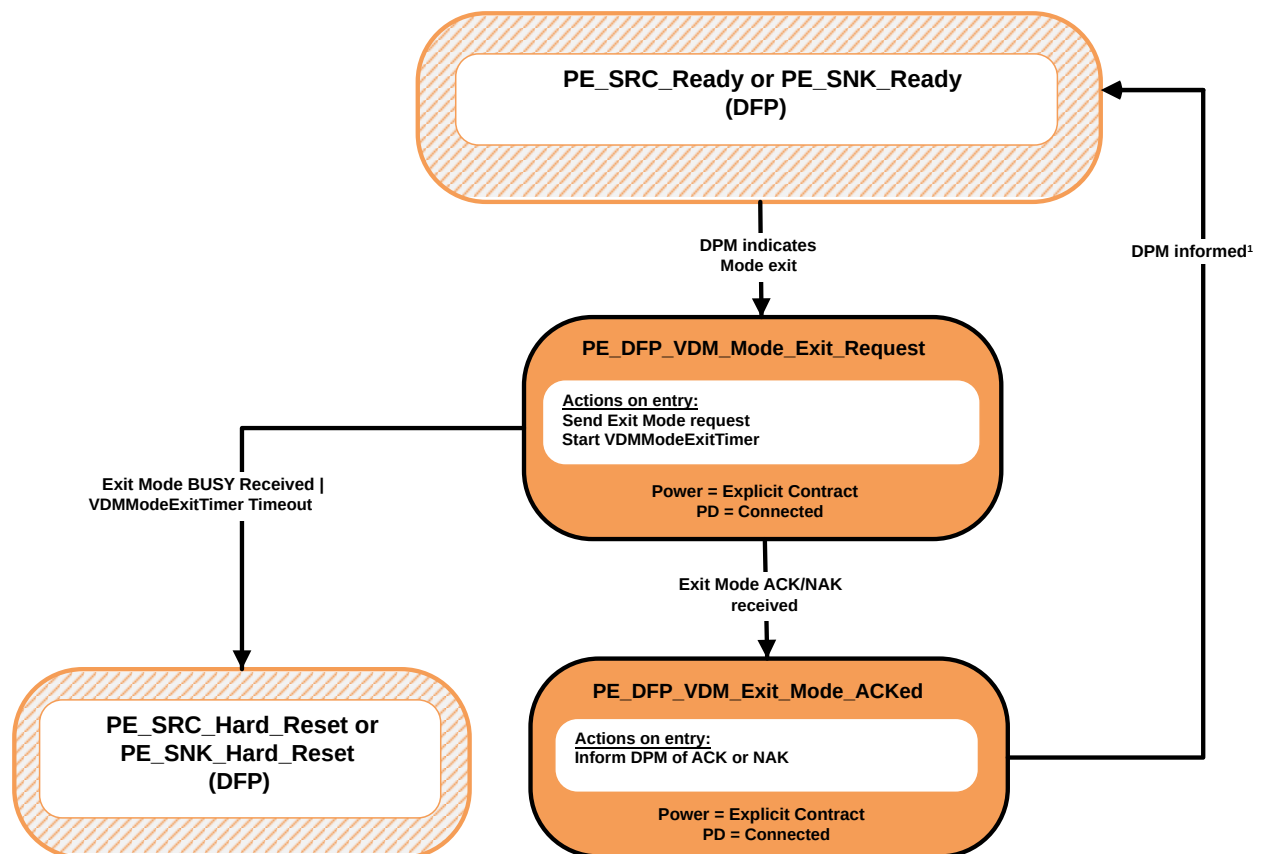 PE_SRC_Ready or PE_SNK_Ready
(DFP)
DPM indicates
Mode exit
DPM informed¹
PE_DFP_VDM_Mode_Exit_Request
Actions on entry:
Send Exit Mode request
Start VDMModeExitTimer
Power = Explicit Contract
PD = Connected
Exit Mode BUSY Received |
VDMModeExitTimer Timeout
Exit Mode ACK/NAK
received
PE_DFP_VDM_Exit_Mode_ACKed
Actions on entry:
Inform DPM of ACK or NAK
Power = Explicit Contract
PD = Connected
PE_SRC_Hard_Reset or
PE_SNK_Hard_Reset
(DFP)